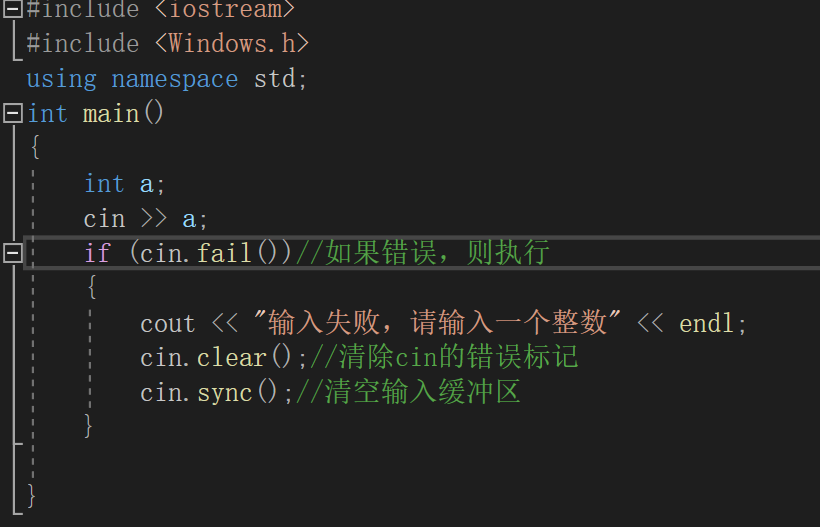 #include <iostream>
#include <Windows.h>
using namespace std;
int main()
{
int a;
cin >> a;
if (cin.fail())//如果错误，则执行
{
cout << "输入失败，请输入一个整数" << endl;
cin.clear();//清除cin的错误标记
cin.sync();//清空输入缓冲区
}
}